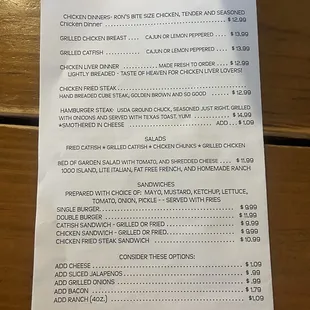 CHICKEN DINNERS- RON'S BITE SIZE CHICKEN, TENDER AND SEASONED
Chicken Dinner ............ $ 12.99
GRILLED CHICKEN BREAST .... CAJUN OR LEMON PEPPERED .... $ 13.99
GRILLED CATFISH ............ CAJUN OR LEMON PEPPERED .... $ 13.99
CHICKEN LIVER DINNER ............ MADE FRESH TO ORDER .... $ 12.99
LIGHTLY BREADED - TASTE OF HEAVEN FOR CHICKEN LIVER LOVERS!
CHICKEN FRIED STEAK ............
HAND BREADED CUBE STEAK, GOLDEN BROWN AND SO GOOD .... $ 12.99
HAMBURGER STEAK- USDA GROUND CHUCK, SEASONED JUST RIGHT, GRILLED
WITH ONIONS AND SERVED WITH TEXAS TOAST, YUM! .... $ 14.99
*SMOTHERED IN CHEESE ............ ADD ... $ 1.09
SALADS
FRIED CATFISH * GRILLED CATFISH * CHICKEN CHUNKS * GRILLED CHICKEN
BED OF GARDEN SALAD WITH TOMATO, AND SHREDDED CHEESE .... $ 11.99
1000 ISLAND, LITE ITALIAN, FAT FREE FRENCH, AND HOMEMADE RANCH
SANDWICHES
PREPARED WITH CHOICE OF: MAYO, MUSTARD, KETCHUP, LETTUCE,
TOMATO, ONION, PICKLE - - SERVED WITH FRIES
SINGLE BURGER ............ $ 9.99
DOUBLE BURGER ............ $ 11.99
CATFISH SANDWICH - GRILLED OR FRIED ............ $ 9.99
CHICKEN SANDWICH - GRILLED OR FRIED ............ $ 9.99
CHICKEN FRIED STEAK SANDWICH ............ $ 10.99
CONSIDER THESE OPTIONS:
ADD CHEESE ............ $ 1.09
ADD SLICED JALAPENOS ............ $ .99
ADD GRILLED ONIONS ............ $ .99
ADD BACON ............ $ 1.79
ADD RANCH (4oz.) ............ $1.09